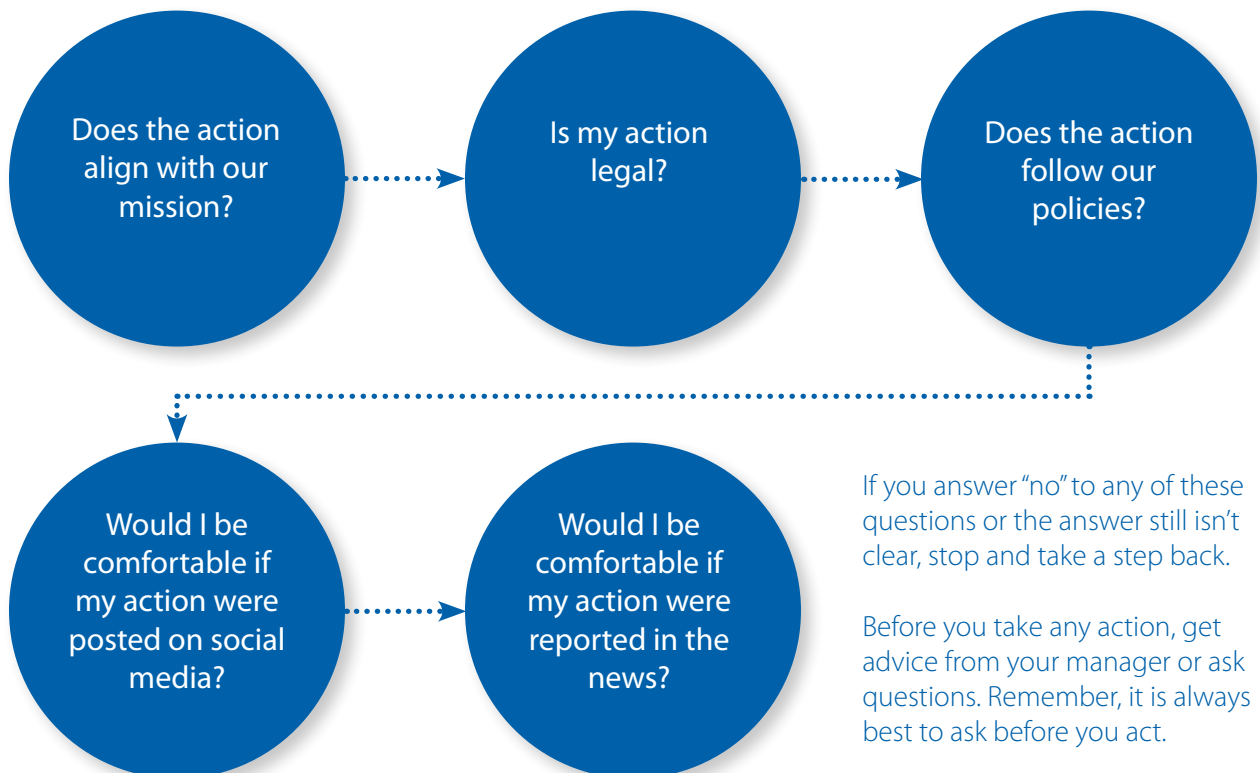 Does the action
align with our
mission?
Is my action
legal?
Does the action
follow our
policies?
Would I be
comfortable if
my action were
posted on social
media?
Would I be
comfortable if
my action were
reported in the
news?
If you answer “no” to any of these
questions or the answer still isn’t
clear, stop and take a step back.
Before you take any action, get
advice from your manager or ask
questions. Remember, it is always
best to ask before you act.